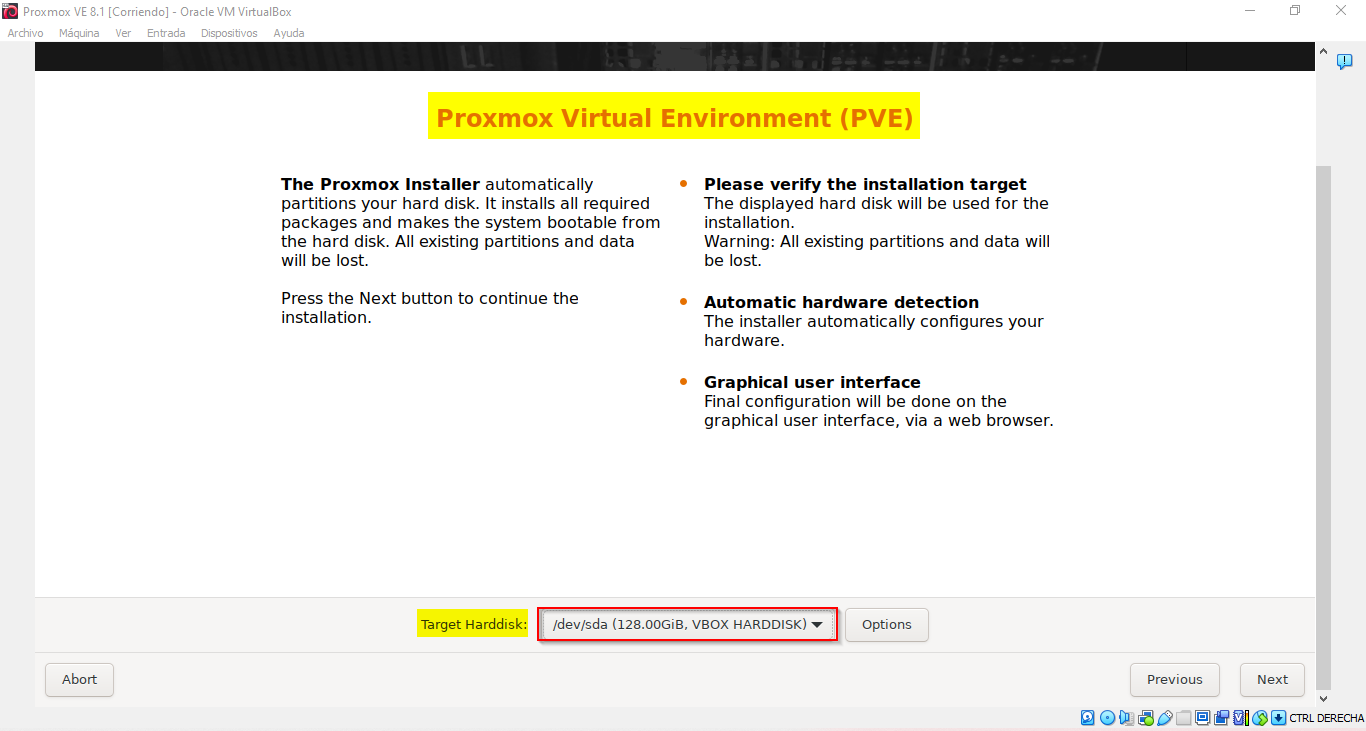 Proxmox VE 8.1 [Corriendo] - Oracle VM VirtualBox
Archivo Máquina Ver Entrada Dispositivos Ayuda
Proxmox Virtual Environment (PVE)
The Proxmox Installer automatically
partitions your hard disk. It installs all required
packages and makes the system bootable from
the hard disk. All existing partitions and data
will be lost.
Press the Next button to continue the
installation.
Please verify the installation target
The displayed hard disk will be used for the
installation.
Warning: All existing partitions and data will
be lost.
Automatic hardware detection
The installer automatically configures your
hardware.
Graphical user interface
Final configuration will be done on the
graphical user interface, via a web browser.
Target Harddisk: /dev/sda (128.00GiB, VBOX HARDDISK) Options
Abort Previous Next
CTRL DERECHA